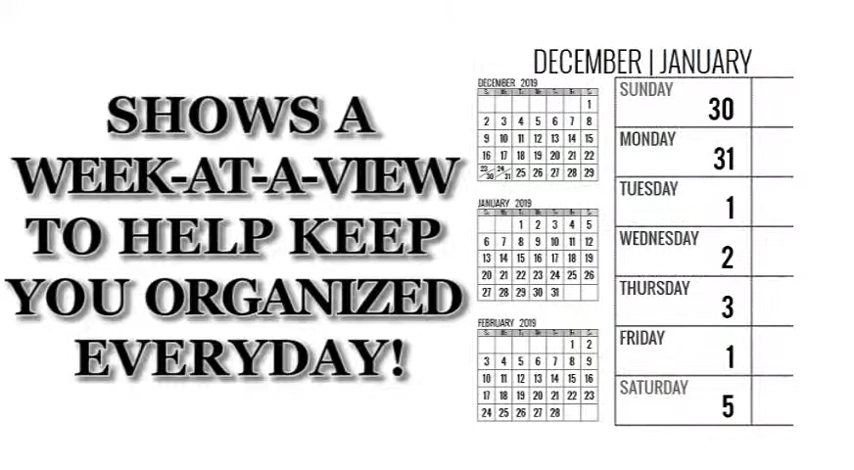 SHOWS A
WEEK-AT-A-VIEW
TO HELP KEEP
YOU ORGANIZED
EVERYDAY!
DECEMBER | JANUARY
DECEMBER 2019
1
2 3 4 5 6 7 8
9 10 11 12 13 14 15
16 17 18 19 20 21 22
23/30 24/31 25 26 27 28 29
JANUARY 2019
1 2 3 4 5
6 7 8 9 10 11 12
13 14 15 16 17 18 19
20 21 22 23 24 25 26
27 28 29 30 31
FEBRUARY 2019
1 2
3 4 5 6 7 8 9
10 11 12 13 14 15 16
17 18 19 20 21 22 23
24 25 26 27 28
SUNDAY
30
MONDAY
31
TUESDAY
1
WEDNESDAY
2
THURSDAY
3
FRIDAY
1
SATURDAY
5